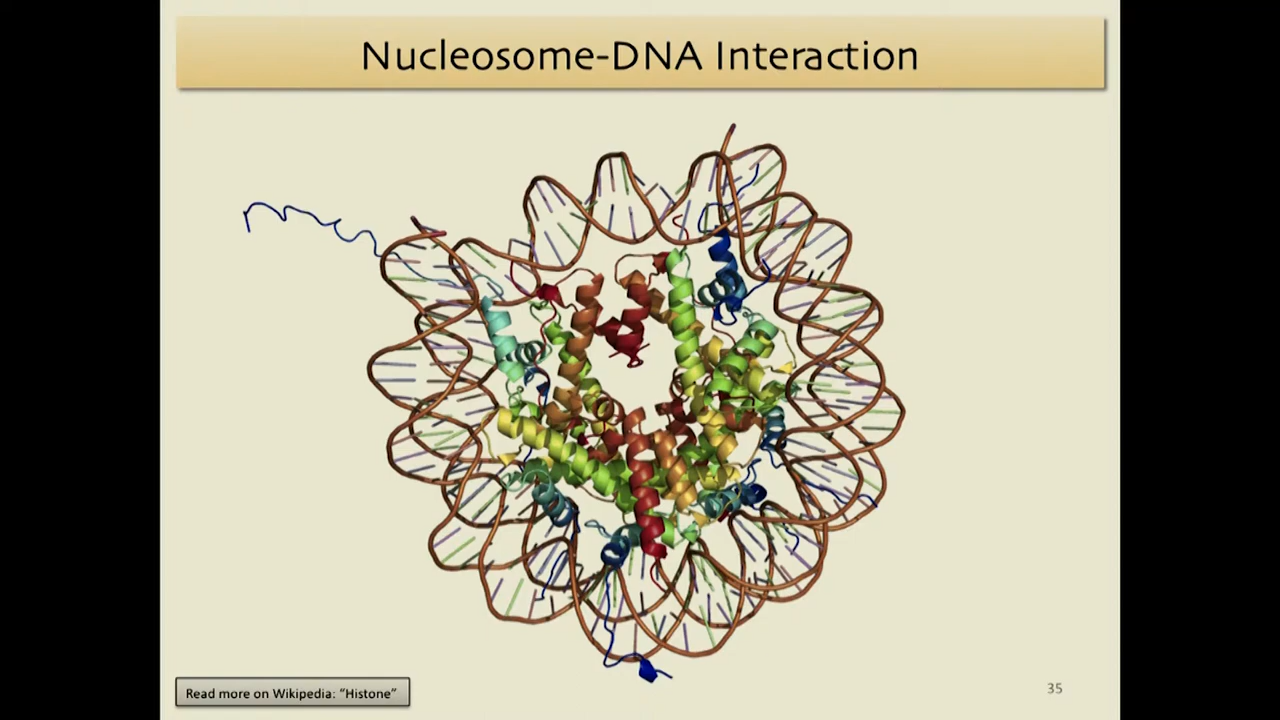 Nucleosome-DNA Interaction
Read more on Wikipedia: “Histone”
35